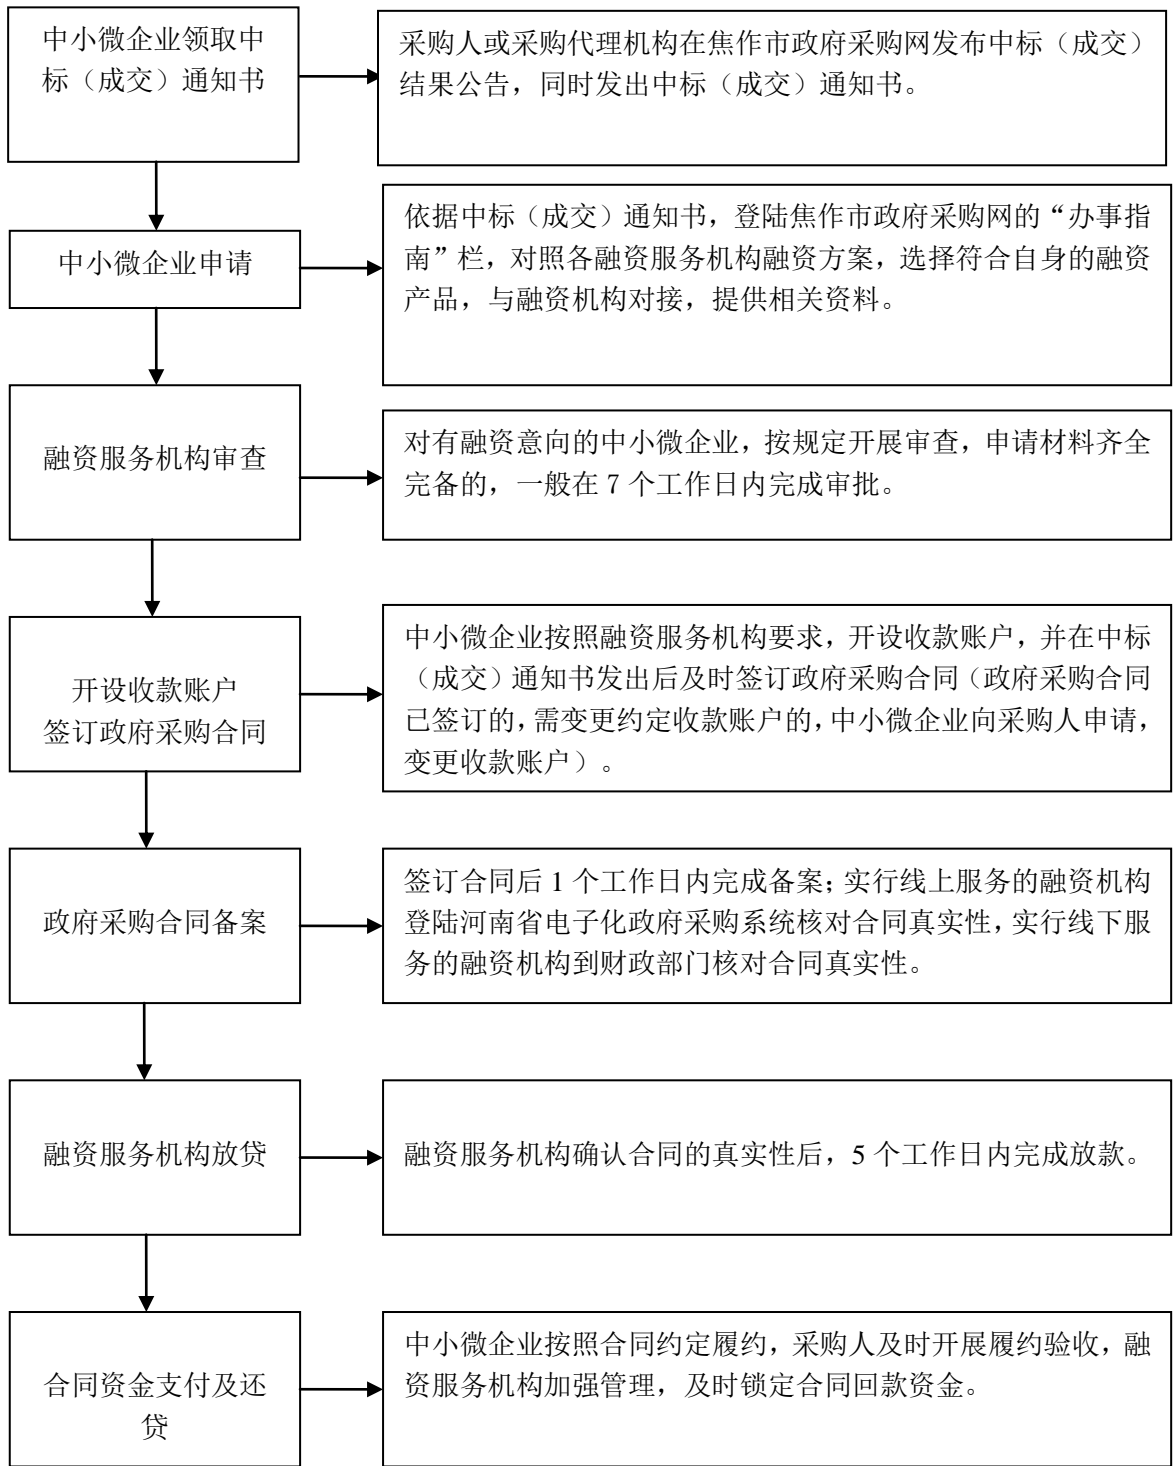 中小微企业领取中
标（成交）通知书
采购人或采购代理机构在焦作市政府采购网发布中标（成交）
结果公告，同时发出中标（成交）通知书。
中小微企业申请
依据中标（成交）通知书，登陆焦作市政府采购网的“办事指
南”栏，对照各融资服务机构融资方案，选择符合自身的融资
产品，与融资机构对接，提供相关资料。
融资服务机构审查
对有融资意向的中小微企业，按规定开展审查，申请材料齐全
完备的，一般在 7 个工作日内完成审批。
开设收款账户
签订政府采购合同
中小微企业按照融资服务机构要求，开设收款账户，并在中标
（成交）通知书发出后及时签订政府采购合同（政府采购合同
已签订的，需变更约定收款账户的，中小微企业向采购人申请，
变更收款账户）。
政府采购合同备案
签订合同后 1 个工作日内完成备案；实行线上服务的融资机构
登陆河南省电子化政府采购系统核对合同真实性，实行线下服
务的融资机构到财政部门核对合同真实性。
融资服务机构放贷
融资服务机构确认合同的真实性后，5 个工作日内完成放款。
合同资金支付及还
贷
中小微企业按照合同约定履约，采购人及时开展履约验收，融
资服务机构加强管理，及时锁定合同回款资金。